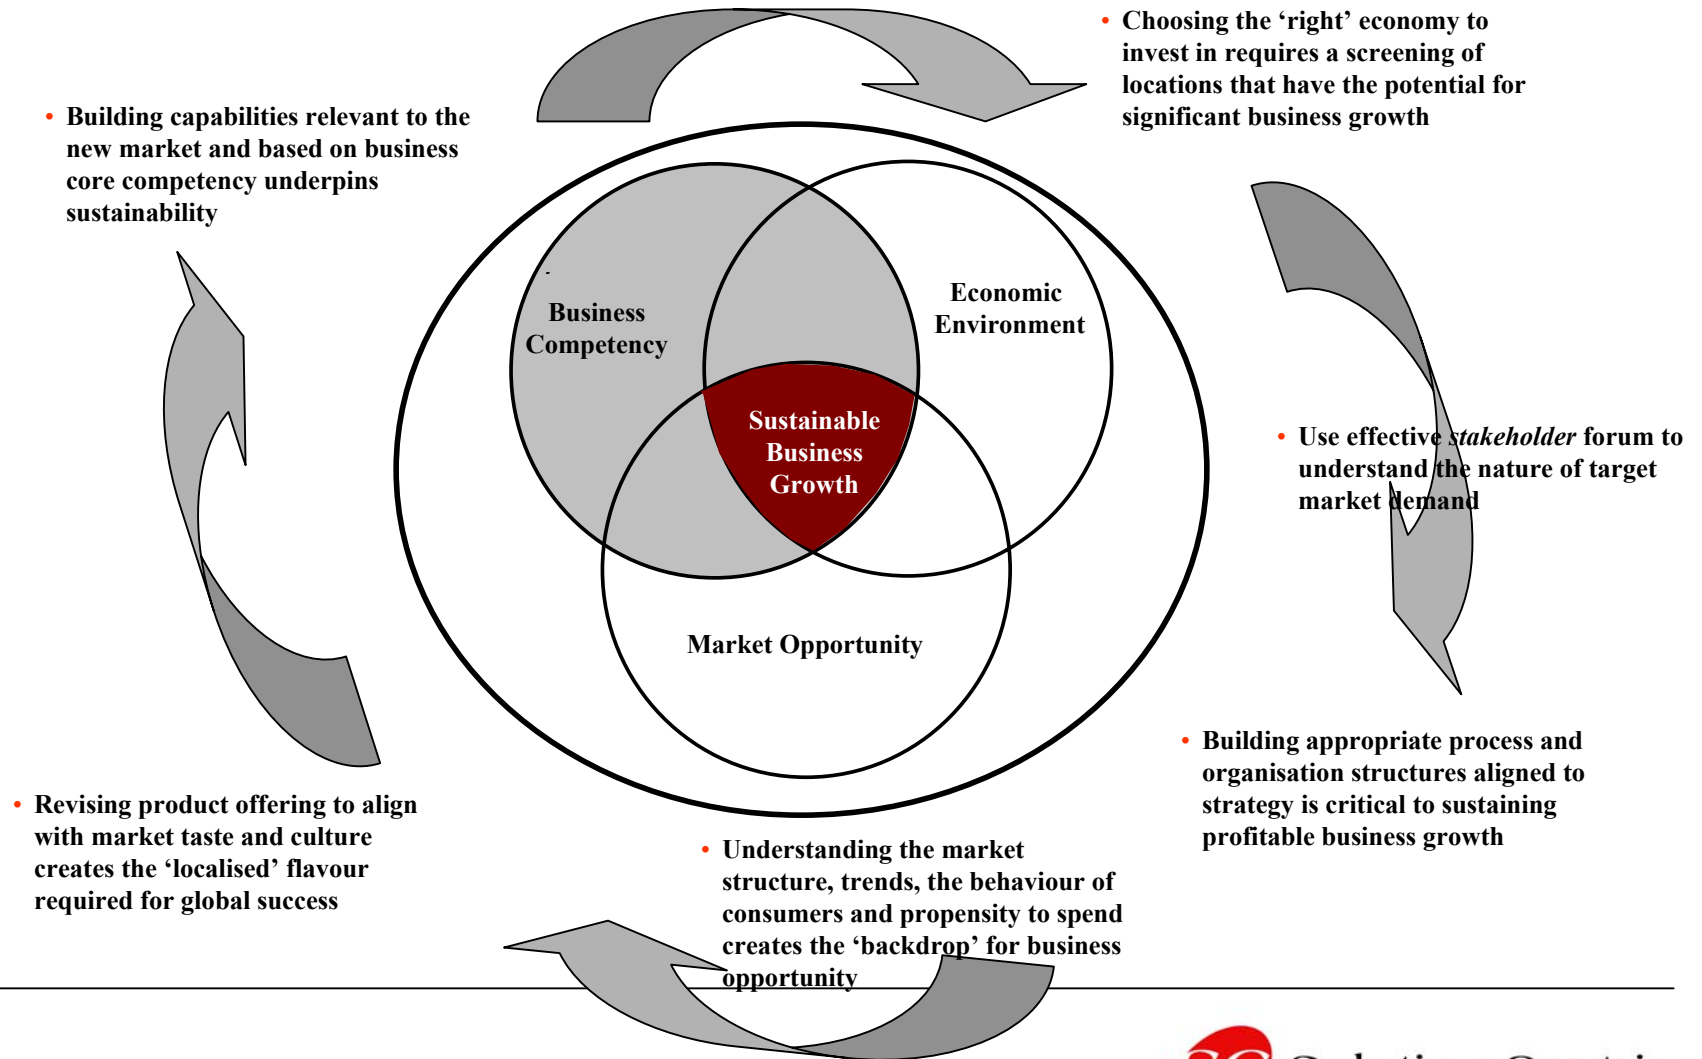 • Choosing the ‘right’ economy to
invest in requires a screening of
locations that have the potential for
significant business growth
• Building capabilities relevant to the
new market and based on business
core competency underpins
sustainability
Business
Competency
Economic
Environment
Sustainable
Business
Growth
Market Opportunity
• Use effective stakeholder forum to
understand the nature of target
market demand
• Building appropriate process and
organisation structures aligned to
strategy is critical to sustaining
profitable business growth
• Revising product offering to align
with market taste and culture
creates the ‘localised’ flavour
required for global success
• Understanding the market
structure, trends, the behaviour of
consumers and propensity to spend
creates the ‘backdrop’ for business
opportunity